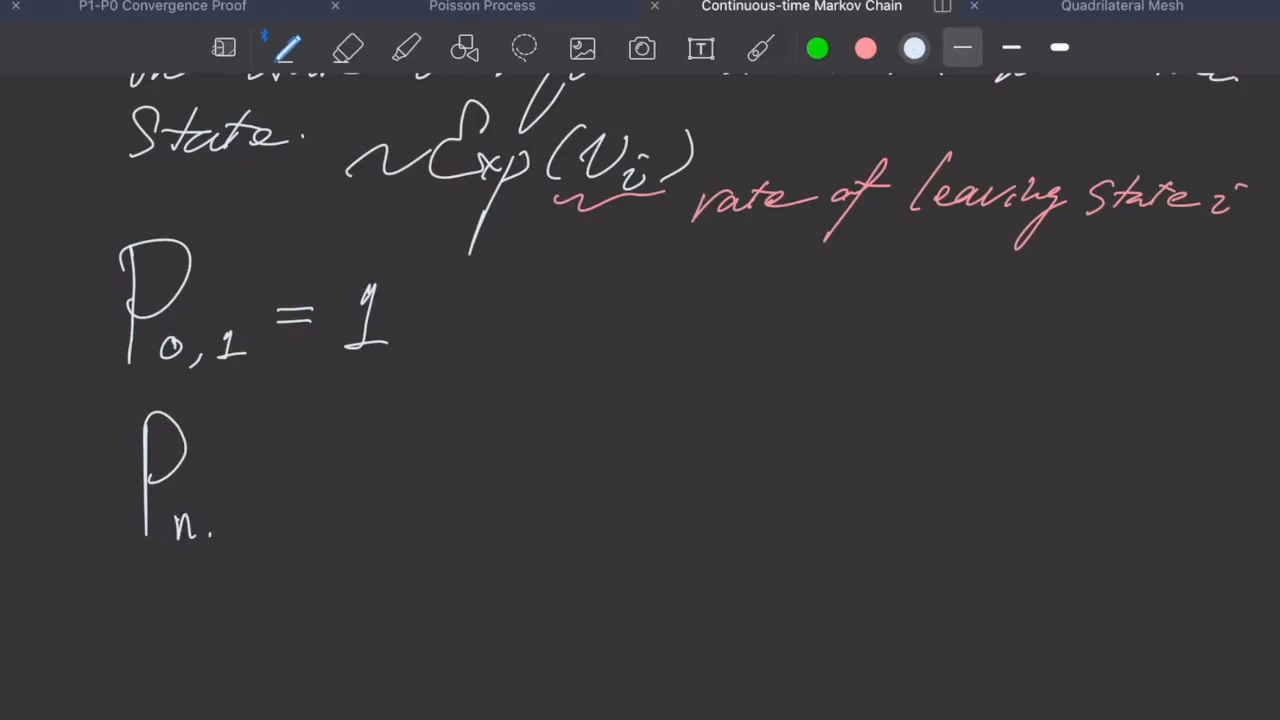 P1-P0 Convergence Proof Poisson Process Continuous-time Markov Chain Quadrilateral Mesh
State.
~Exp(νi) rate of leaving state i
P0,1 = 1
Pn.